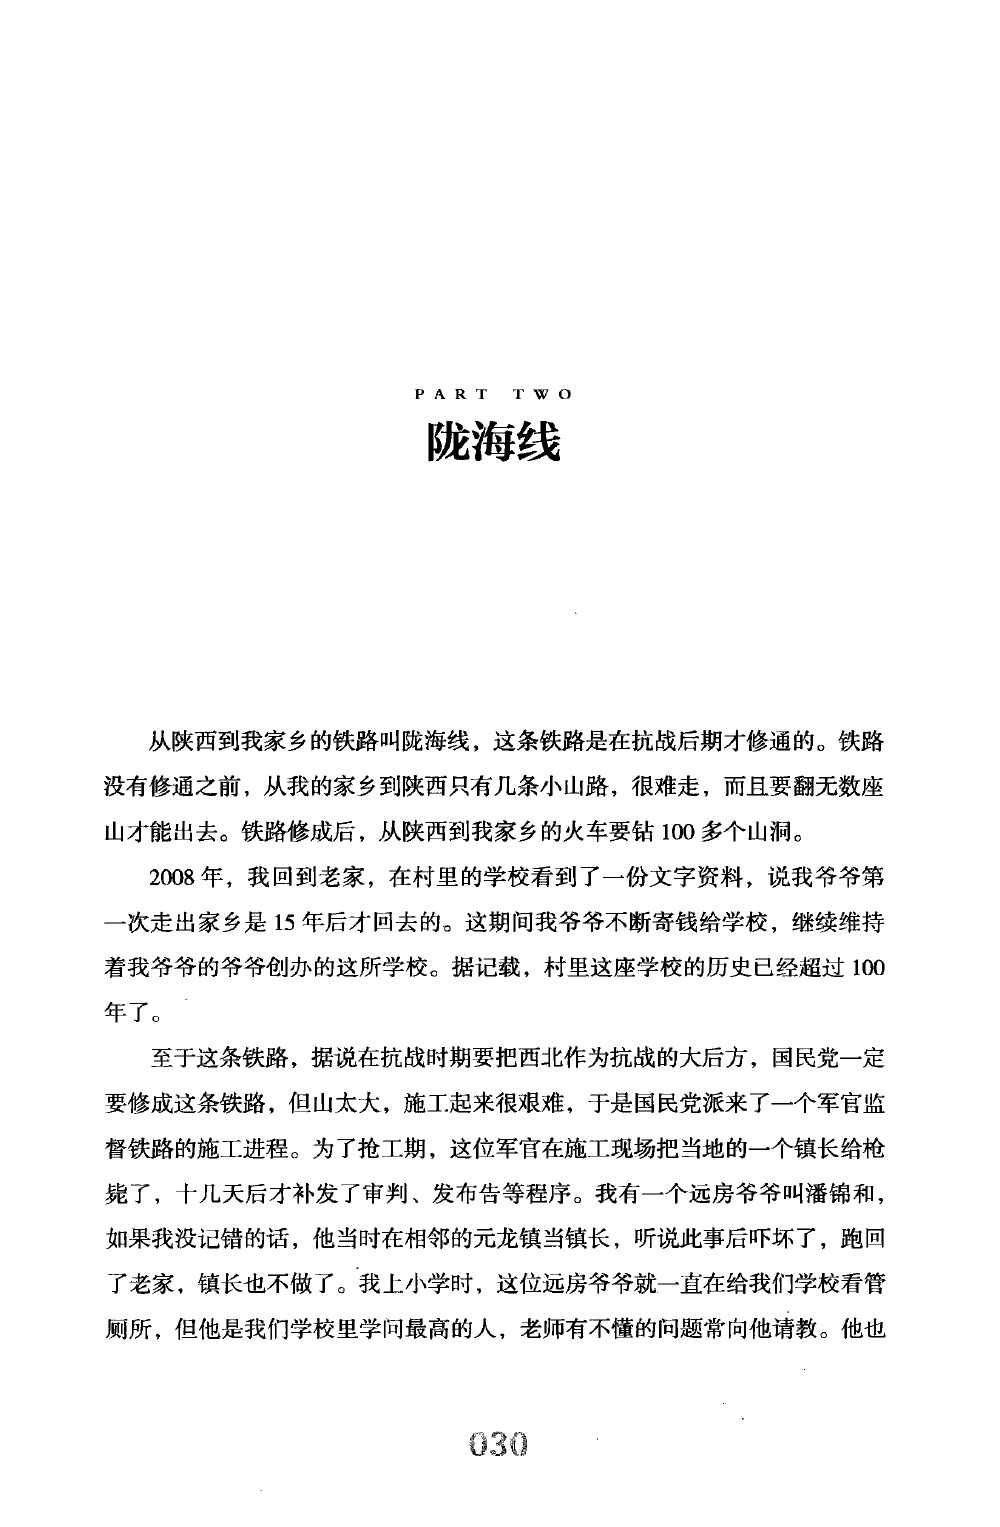 PART TWO
陇海线
从陕西到我家乡的铁路叫陇海线，这条铁路是在抗战后期才修通的。铁路
没有修通之前，从我的家乡到陕西只有几条小山路，很难走，而且要翻无数座
山才能出去。铁路修成后，从陕西到我家乡的火车要钻100多个山洞。
2008年，我回到老家，在村里的学校看到了一份文字资料，说我爷爷第
一次走出家乡是15年后才回去的。这期间我爷爷不断寄钱给学校，继续维持
着我爷爷的爷爷创办的这所学校。据记载，村里这座学校的历史已经超过100
年了。
至于这条铁路，据说在抗战时期要把西北作为抗战的大后方，国民党一定
要修成这条铁路，但山太大，施工起来很艰难，于是国民党派来了一个军官监
督铁路的施工进程。为了抢工期，这位军官在施工现场把当地的一个镇长给枪
毙了，十几天后才补发了审判、发布告等程序。我有一个远房爷爷叫潘锦和，
如果我没记错的话，他当时在相邻的元龙镇当镇长，听说此事后吓坏了，跑回
了老家，镇长也不做了。我上小学时，这位远房爷爷就一直在给我们学校看管
厕所，但他是我们学校里学问最高的人，老师有不懂的问题常向他请教。他也
030